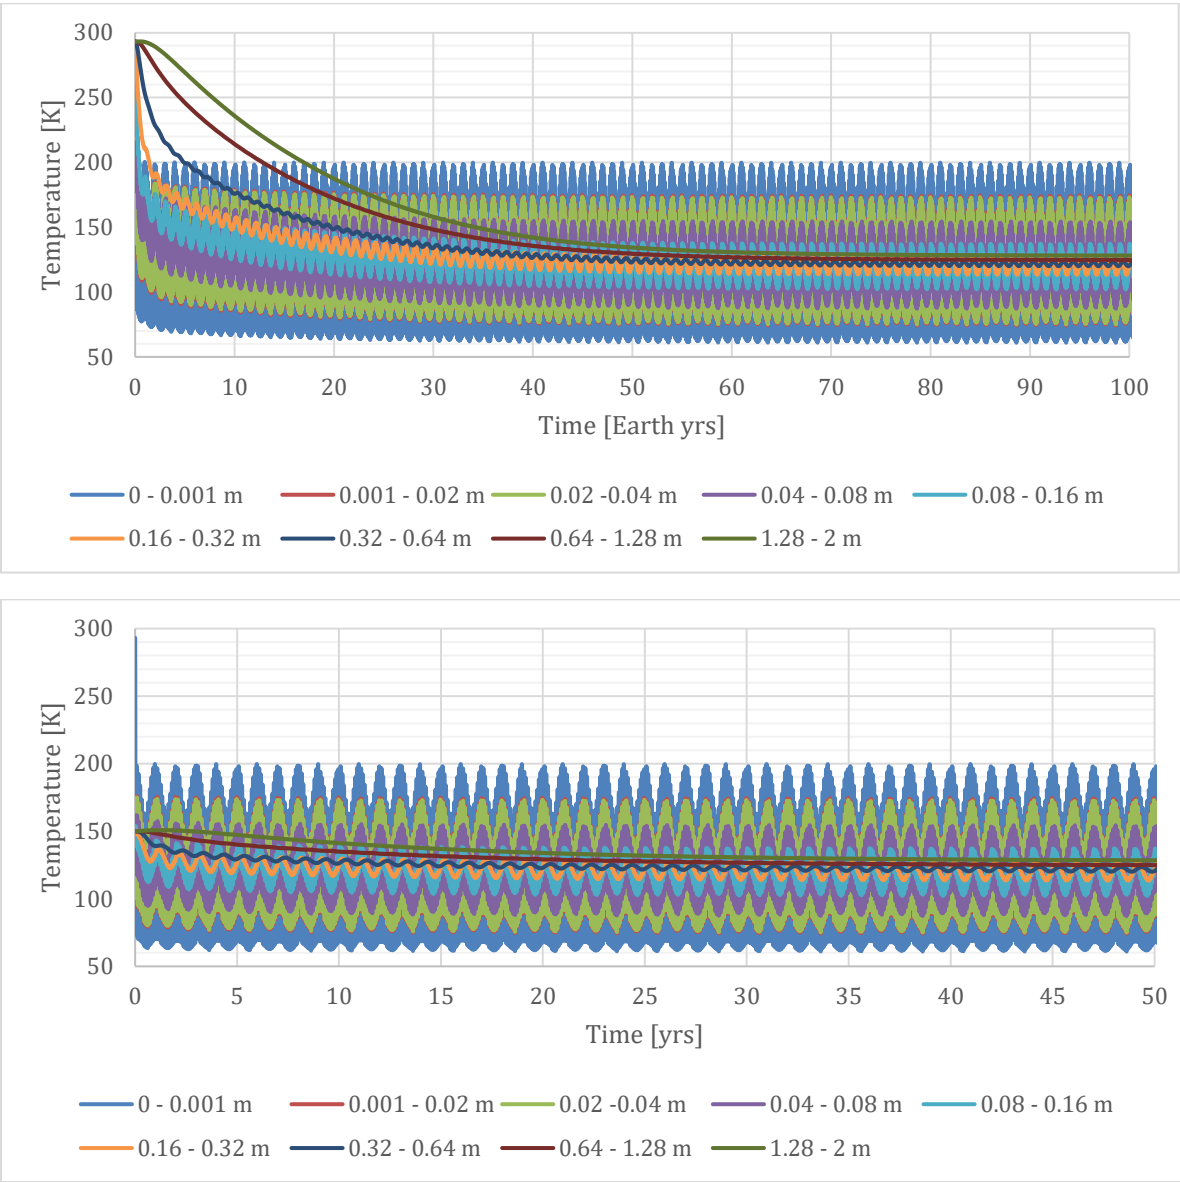 300
250
200
150
100
50
Temperature [K]
0 10 20 30 40 50 60 70 80 90 100
Time [Earth yrs]
0 - 0.001 m 0.001 - 0.02 m 0.02 -0.04 m 0.04 - 0.08 m 0.08 - 0.16 m
0.16 - 0.32 m 0.32 - 0.64 m 0.64 - 1.28 m 1.28 - 2 m
300
250
200
150
100
50
Temperature [K]
0 5 10 15 20 25 30 35 40 45 50
Time [yrs]
0 - 0.001 m 0.001 - 0.02 m 0.02 -0.04 m 0.04 - 0.08 m 0.08 - 0.16 m
0.16 - 0.32 m 0.32 - 0.64 m 0.64 - 1.28 m 1.28 - 2 m